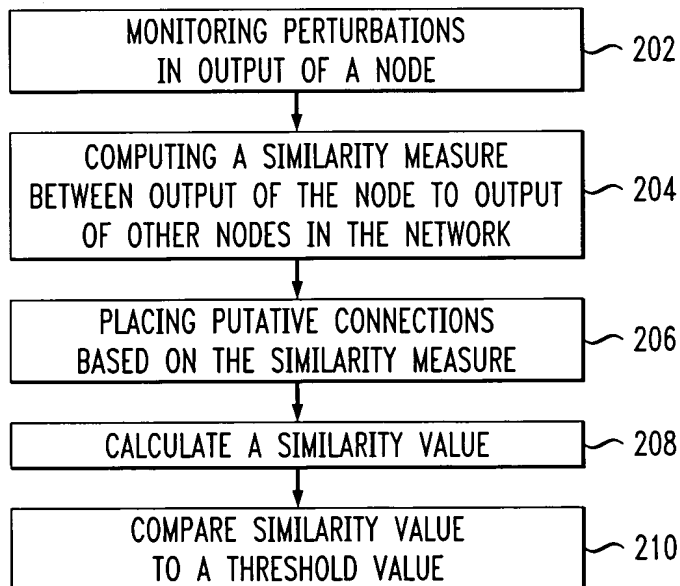 MONITORING PERTURBATIONS
IN OUTPUT OF A NODE
202
COMPUTING A SIMILARITY MEASURE
BETWEEN OUTPUT OF THE NODE TO OUTPUT
OF OTHER NODES IN THE NETWORK
204
PLACING PUTATIVE CONNECTIONS
BASED ON THE SIMILARITY MEASURE
206
CALCULATE A SIMILARITY VALUE
208
COMPARE SIMILARITY VALUE
TO A THRESHOLD VALUE
210